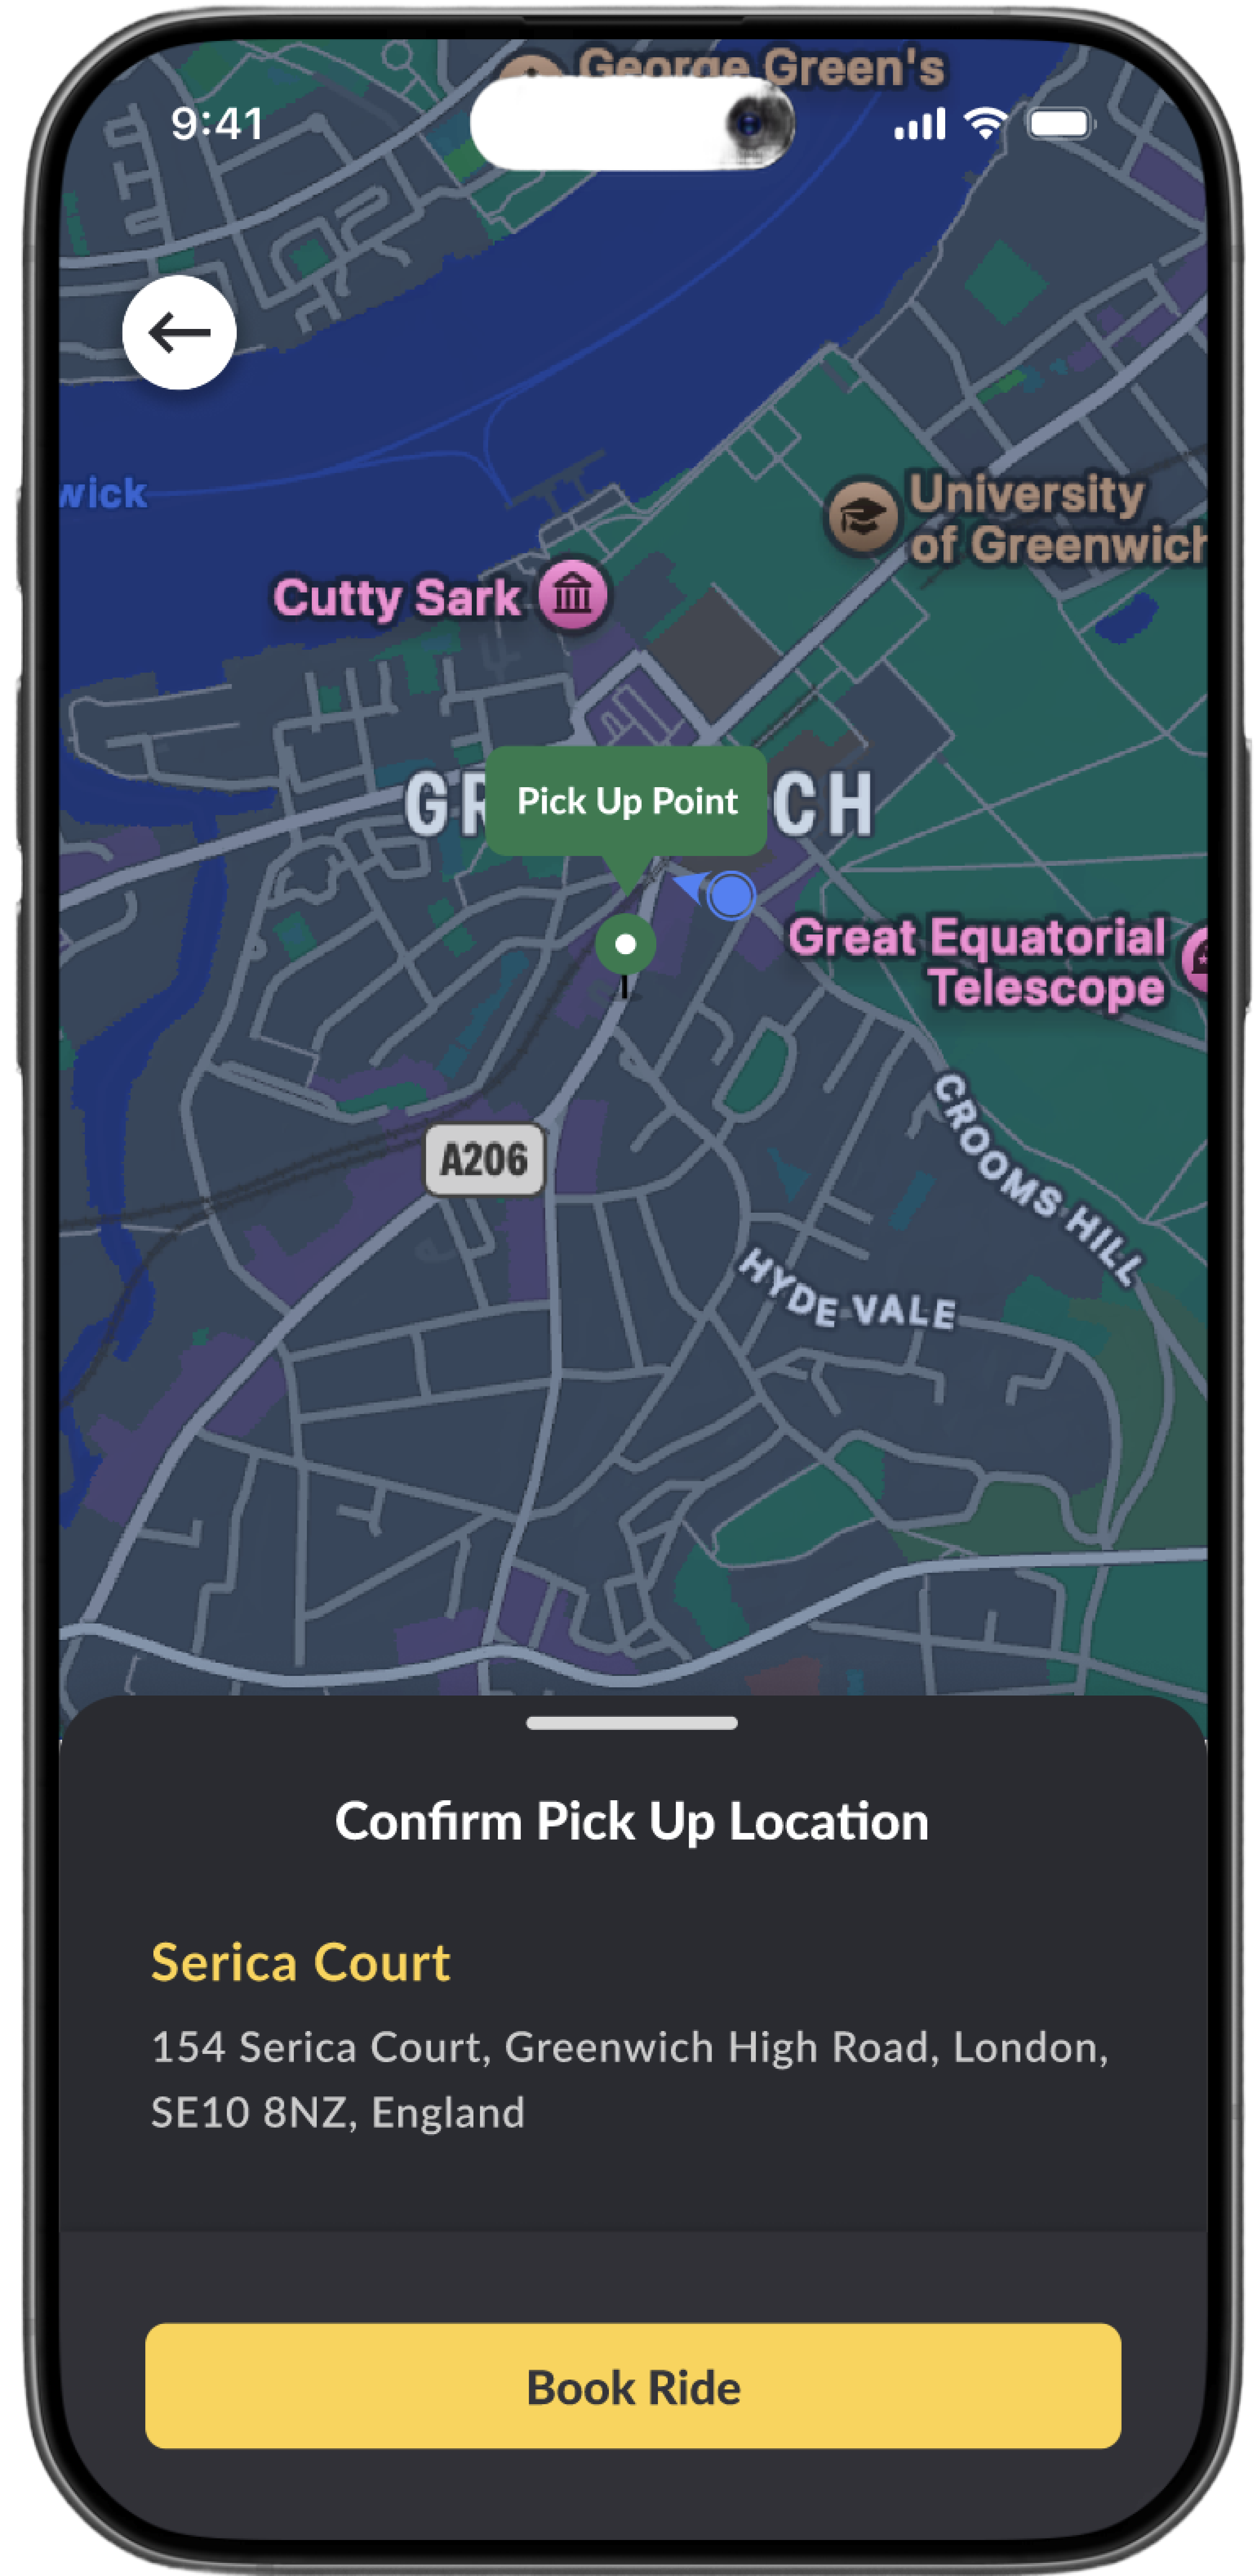 George Green's
9:41
wick
University
of Greenwich
Cutty Sark
GR
CH
Pick Up Point
Great Equatorial
Telescope
A206
CROOMS HILL
HYDE VALE
Confirm Pick Up Location
Serica Court
154 Serica Court, Greenwich High Road, London,
SE10 8NZ, England
Book Ride